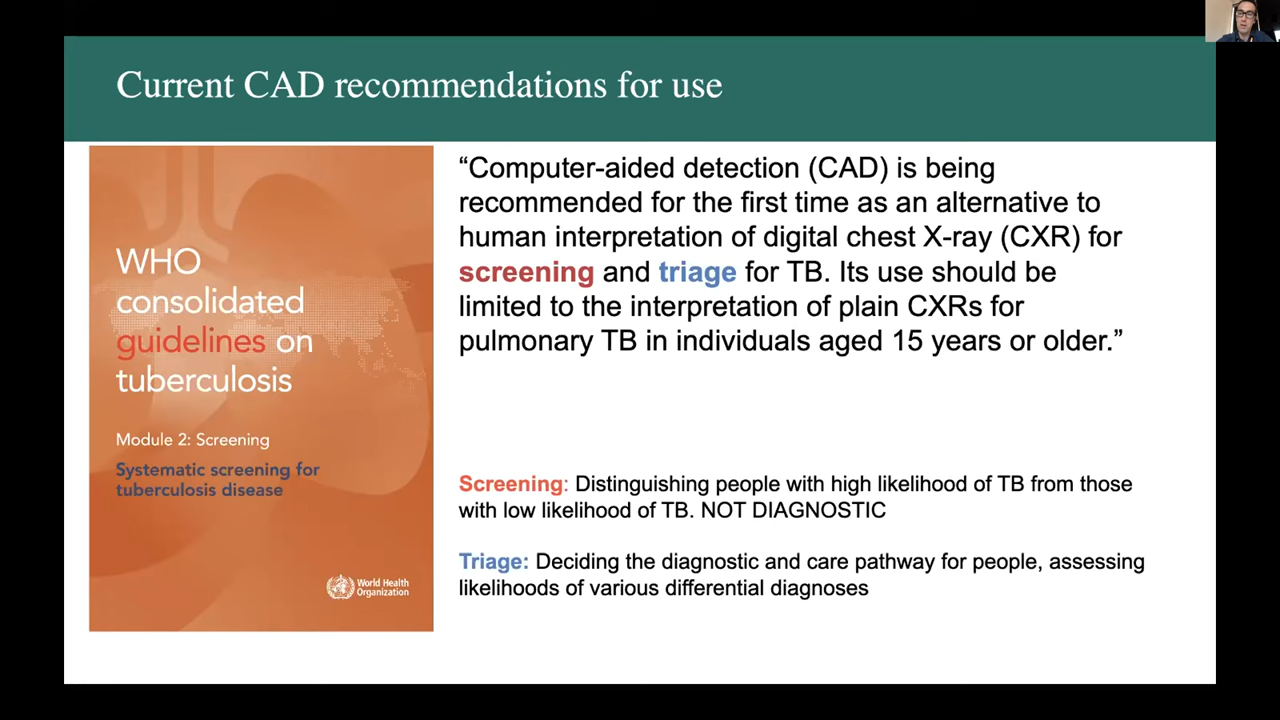 Current CAD recommendations for use
WHO
consolidated
guidelines on
tuberculosis
Module 2: Screening
Systematic screening for
tuberculosis disease
World Health
Organization
“Computer-aided detection (CAD) is being
recommended for the first time as an alternative to
human interpretation of digital chest X-ray (CXR) for
screening and triage for TB. Its use should be
limited to the interpretation of plain CXRs for
pulmonary TB in individuals aged 15 years or older.”
Screening: Distinguishing people with high likelihood of TB from those
with low likelihood of TB. NOT DIAGNOSTIC
Triage: Deciding the diagnostic and care pathway for people, assessing
likelihoods of various differential diagnoses